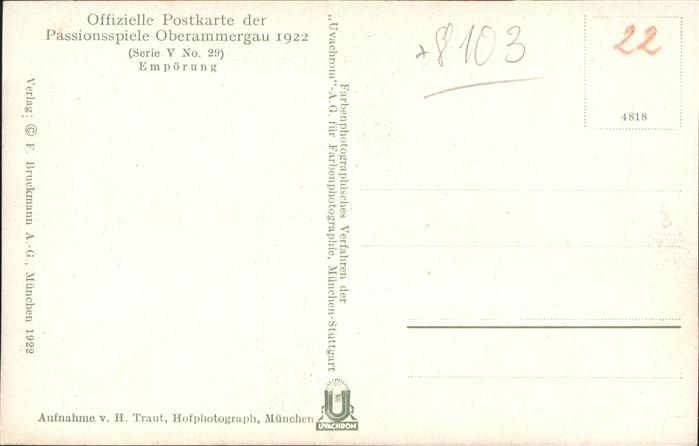 Offizielle Postkarte der
Passionsspiele Oberammergau 1922
(Serie V No. 29)
Empörung
Verlag: © F. Bruckmann A.-G., München 1922
Aufnahme v. H. Traut, Hofphotograph, München
Farbenphotographisches Verfahren der
„Uvachrom“-A.G. für Farbenphotographie, München-Stuttgart
U
UVACHROM
x8103
22
4818